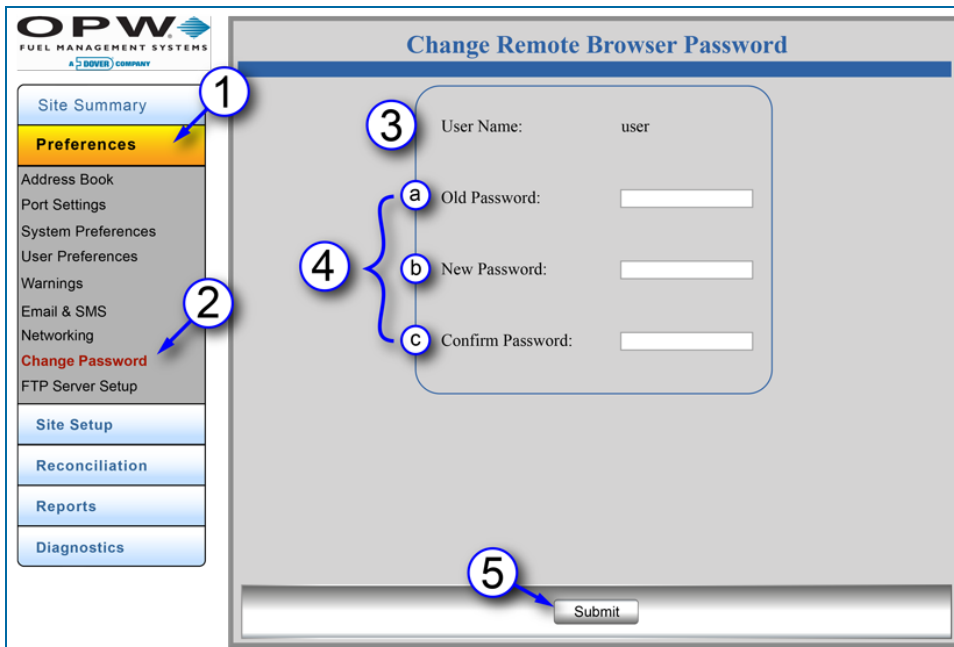 OPW
FUEL MANAGEMENT SYSTEMS
A DOVER COMPANY
Site Summary
1
Preferences
Address Book
Port Settings
System Preferences
User Preferences
Warnings
Email & SMS
Networking
2
Change Password
FTP Server Setup
Site Setup
Reconciliation
Reports
Diagnostics
Change Remote Browser Password
3 User Name: user
4
a Old Password:
b New Password:
c Confirm Password:
5
Submit